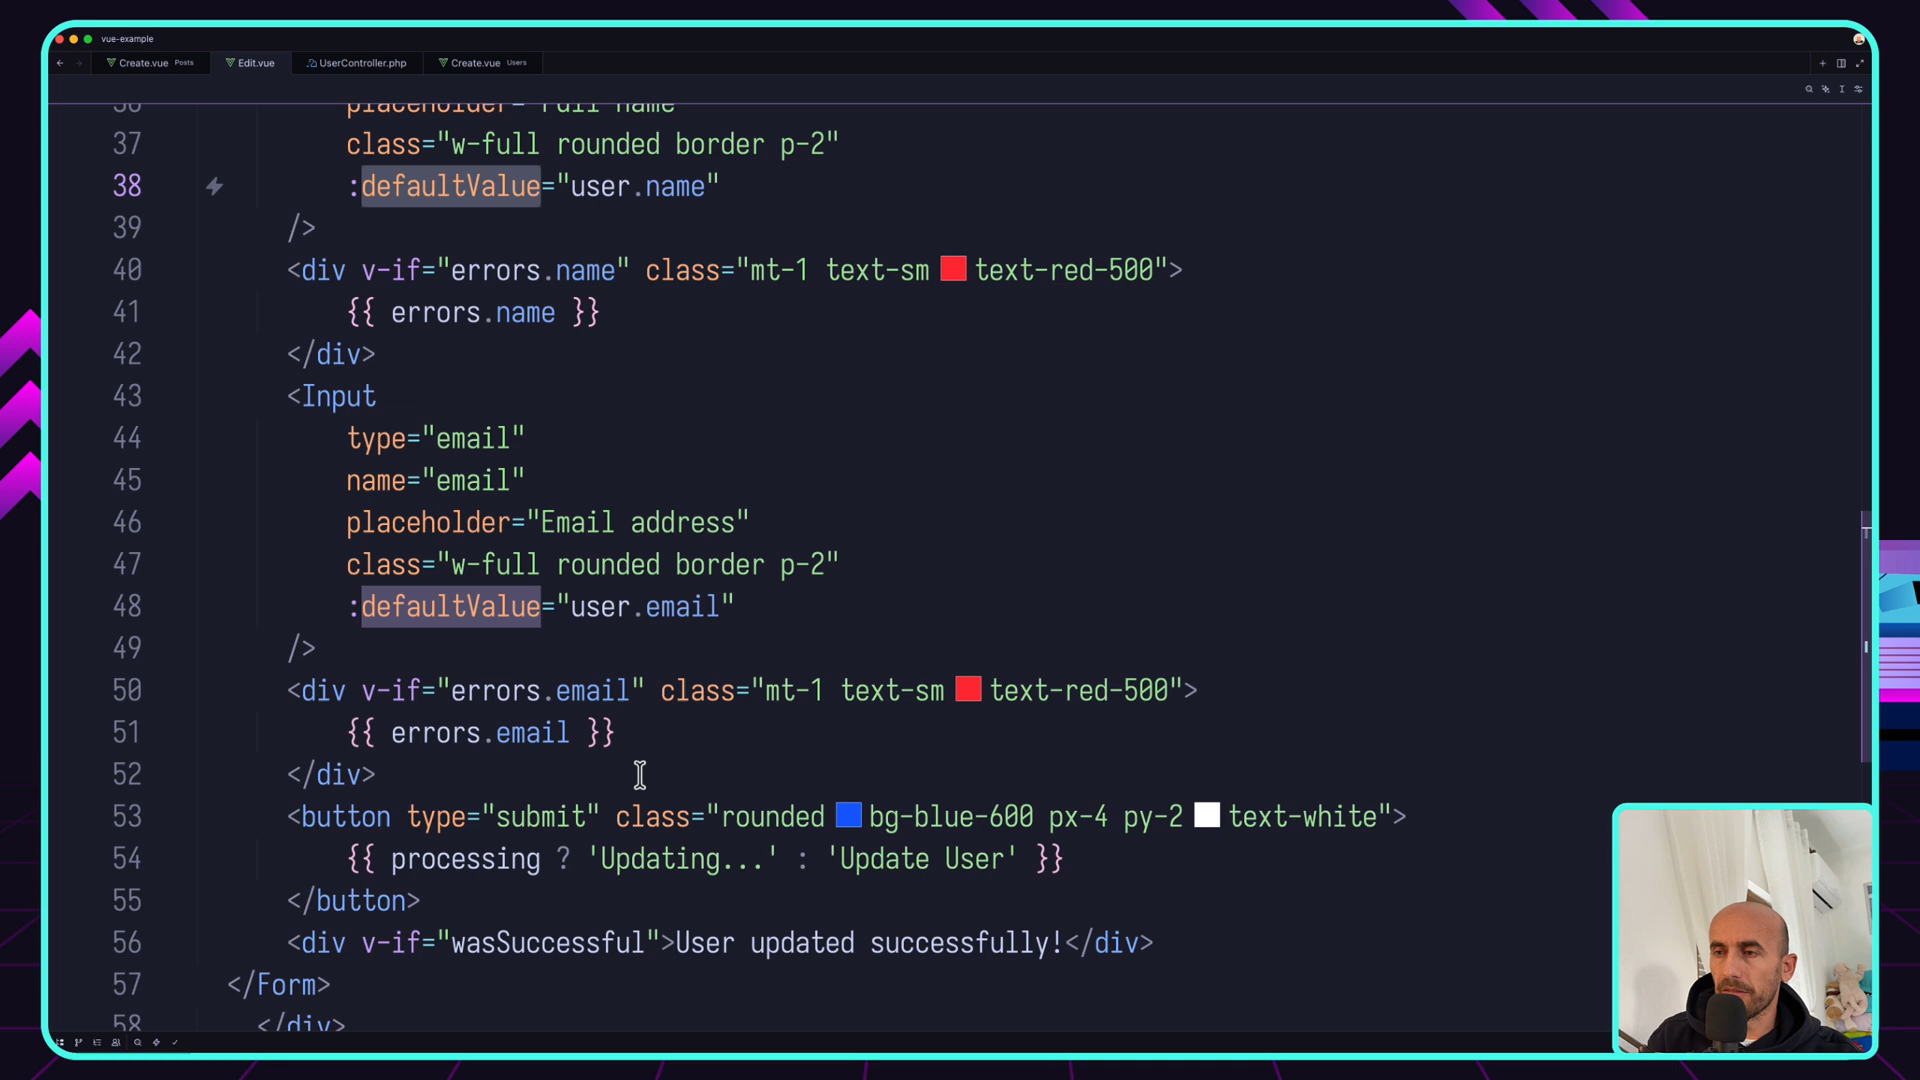 vue-example
Create.vue Posts Edit.vue UserController.php Create.vue Users
36 placeholder="Full name"
37 class="w-full rounded border p-2"
38 :defaultValue="user.name"
39 />
40 <div v-if="errors.name" class="mt-1 text-sm text-red-500">
41 {{ errors.name }}
42 </div>
43 <Input
44 type="email"
45 name="email"
46 placeholder="Email address"
47 class="w-full rounded border p-2"
48 :defaultValue="user.email"
49 />
50 <div v-if="errors.email" class="mt-1 text-sm text-red-500">
51 {{ errors.email }}
52 </div>
53 <button type="submit" class="rounded bg-blue-600 px-4 py-2 text-white">
54 {{ processing ? 'Updating...' : 'Update User' }}
55 </button>
56 <div v-if="wasSuccessful">User updated successfully!</div>
57 </Form>
58 </div>